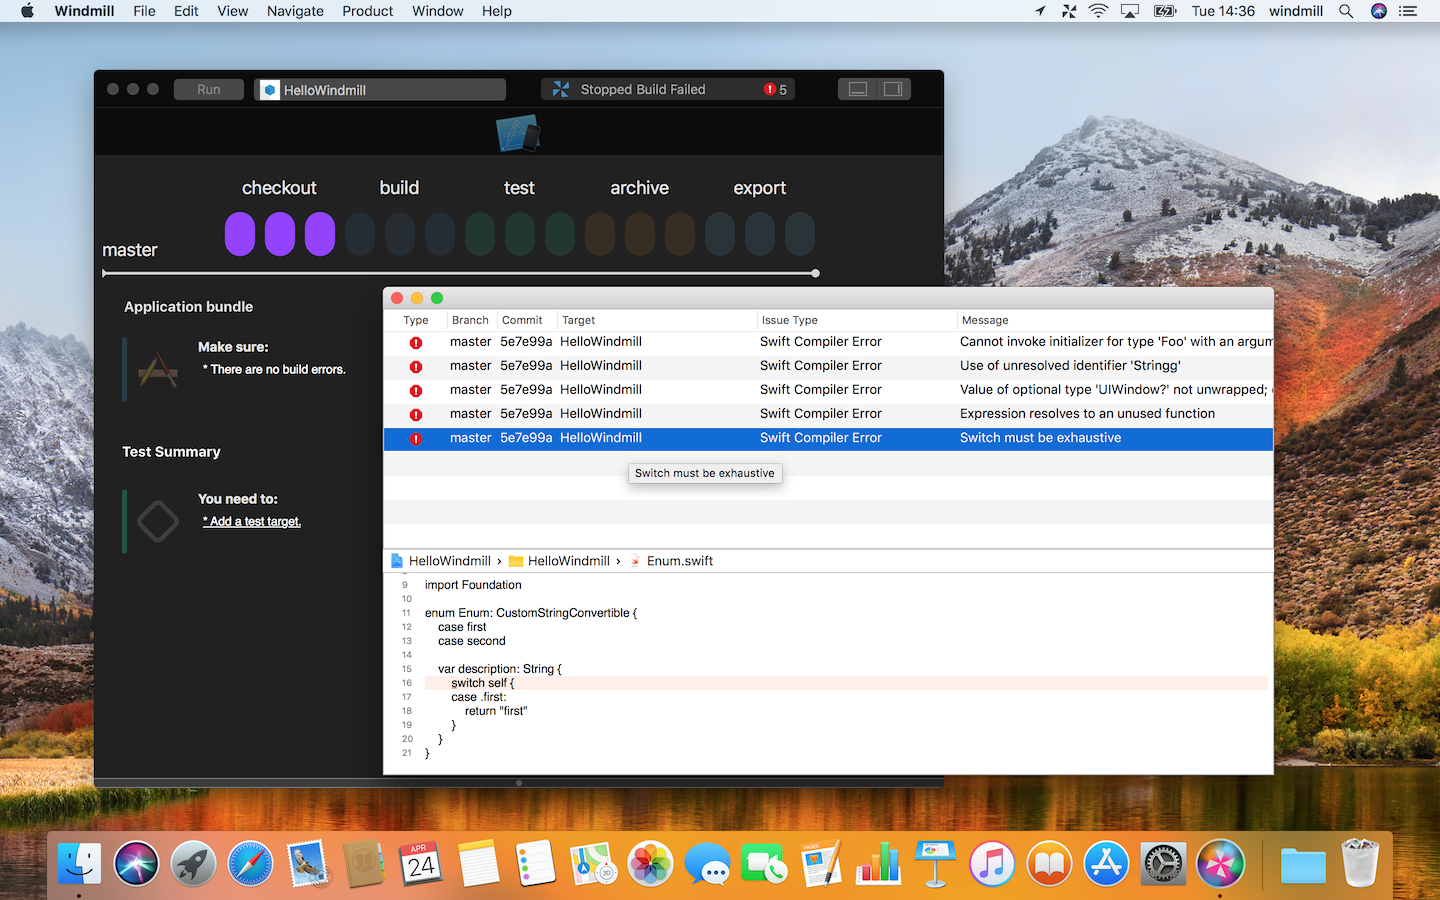 Windmill File Edit View Navigate Product Window Help Tue 14:36 windmill
Run HelloWindmill Stopped Build Failed 5
checkout build test archive export
master
Application bundle
Make sure:
* There are no build errors.
Test Summary
You need to:
* Add a test target.
Type Branch Commit Target Issue Type Message
master 5e7e99a HelloWindmill Swift Compiler Error Cannot invoke initializer for type 'Foo' with an argum
master 5e7e99a HelloWindmill Swift Compiler Error Use of unresolved identifier 'Stringg'
master 5e7e99a HelloWindmill Swift Compiler Error Value of optional type 'UIWindow?' not unwrapped;
master 5e7e99a HelloWindmill Swift Compiler Error Expression resolves to an unused function
master 5e7e99a HelloWindmill Swift Compiler Error Switch must be exhaustive
Switch must be exhaustive
HelloWindmill › HelloWindmill › Enum.swift
9 import Foundation
10
11 enum Enum: CustomStringConvertible {
12 case first
13 case second
14
15 var description: String {
16 switch self {
17 case .first:
18 return "first"
19 }
20 }
21 }
APR
24
PAGES
3D